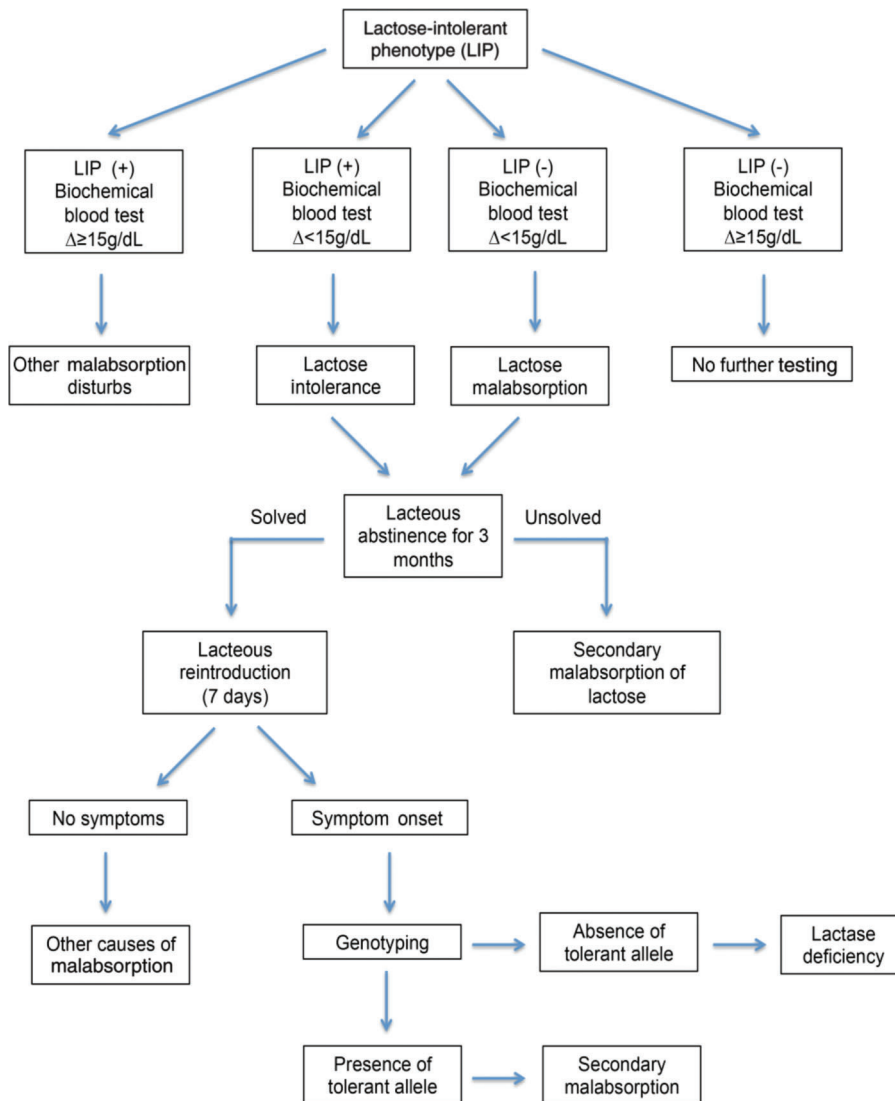 Lactose-intolerant
phenotype (LIP)
LIP (+)
Biochemical
blood test
Δ≥15g/dL
LIP (+)
Biochemical
blood test
Δ<15g/dL
LIP (-)
Biochemical
blood test
Δ<15g/dL
LIP (-)
Biochemical
blood test
Δ≥15g/dL
Other malabsorption
disturbs
Lactose
intolerance
Lactose
malabsorption
No further testing
Solved
Lacteous
abstinence for 3
months
Unsolved
Lacteous
reintroduction
(7 days)
Secondary
malabsorption of
lactose
No symptoms
Symptom onset
Other causes of
malabsorption
Genotyping
Absence of
tolerant allele
Lactase
deficiency
Presence of
tolerant allele
Secondary
malabsorption